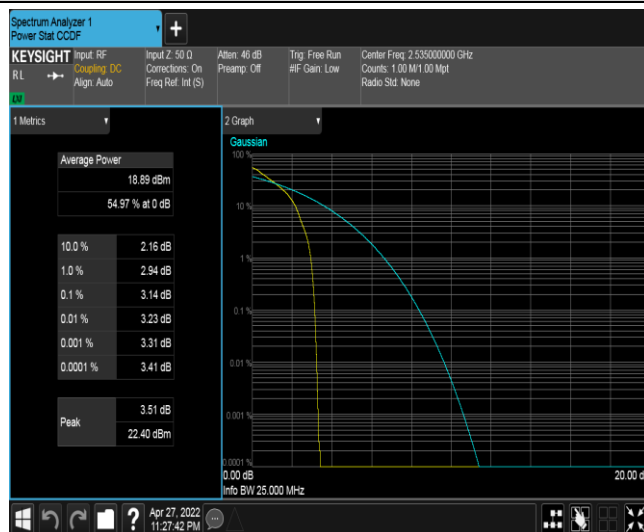 Spectrum Analyzer 1
Power Stat CCDF
KEYSIGHT
RL
Input: RF
Coupling: DC
Align: Auto
Input Z: 50 Ω
Corrections: On
Freq Ref: Int (S)
Atten: 46 dB
Preamp: Off
Trig: Free Run
#IF Gain: Low
Center Freq: 2.535000000 GHz
Counts: 1.00 M/1.00 Mpt
Radio Std: None
1 Metrics
Average Power
18.89 dBm
54.97 % at 0 dB
10.0 % 2.16 dB
1.0 % 2.94 dB
0.1 % 3.14 dB
0.01 % 3.23 dB
0.001 % 3.31 dB
0.0001 % 3.41 dB
Peak
3.51 dB
22.40 dBm
2 Graph
Gaussian
100 %
10 %
1 %
0.1 %
0.01 %
0.001 %
0.0001 %
0.00 dB
20.00 d
Info BW 25.000 MHz
?
Apr 27, 2022
11:27:42 PM